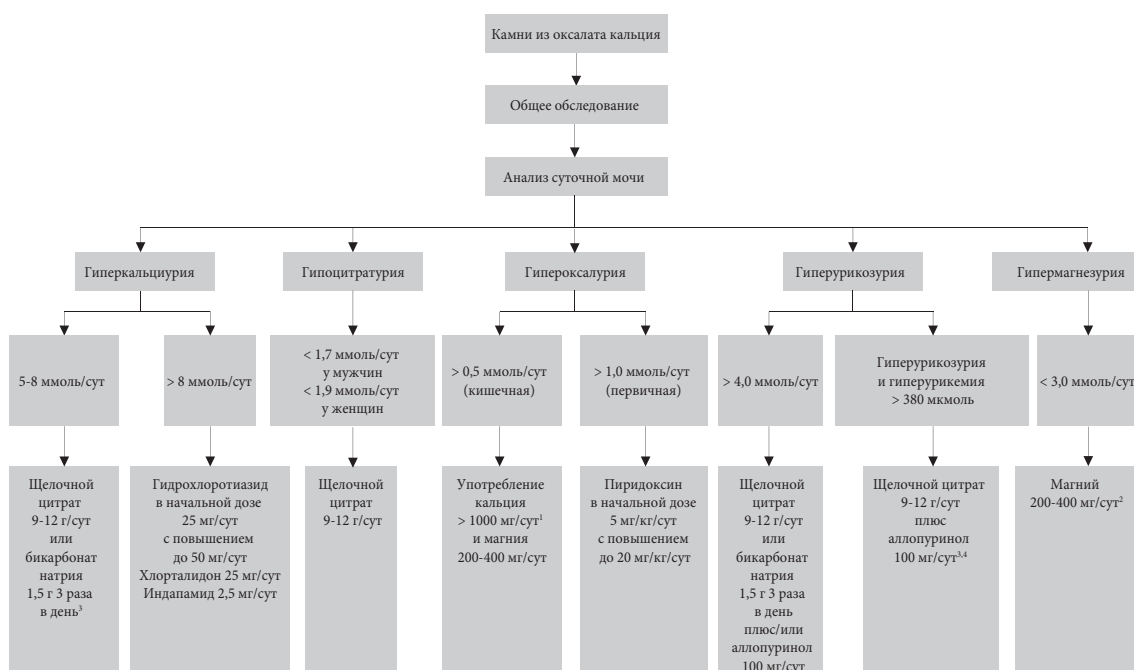 Камни из оксалата кальция
Общее обследование
Анализ суточной мочи
Гиперкальциурия
Гипоцитратурия
Гипероксалурия
Гиперурикозурия
Гипермагнезурия
5-8 ммоль/сут
> 8 ммоль/сут
< 1,7 ммоль/сут
у мужчин
< 1,9 ммоль/сут
у женщин
> 0,5 ммоль/сут
(кишечная)
> 1,0 ммоль/сут
(первичная)
> 4,0 ммоль/сут
Гиперурикозурия
и гиперурикемия
> 380 мкмоль
< 3,0 ммоль/сут
Щелочной
цитрат
9-12 г/сут
или
бикарбонат
натрия
1,5 г 3 раза
в день³
Гидрохлоротиазид
в начальной дозе
25 мг/сут
с повышением
до 50 мг/сут
Хлорталидон 25 мг/сут
Индапамид 2,5 мг/сут
Щелочной
цитрат
9-12 г/сут
Употребление
кальция
> 1000 мг/сут¹
и магния
200-400 мг/сут
Пиридоксин
в начальной дозе
5 мг/кг/сут
с повышением
до 20 мг/кг/сут
Щелочной
цитрат
9-12 г/сут
или
бикарбонат
натрия
1,5 г 3 раза
в день
плюс/или
аллопуринол
100 мг/сут
Щелочной цитрат
9-12 г/сут
плюс
аллопуринол
100 мг/сут³,⁴
Магний
200-400 мг/сут²